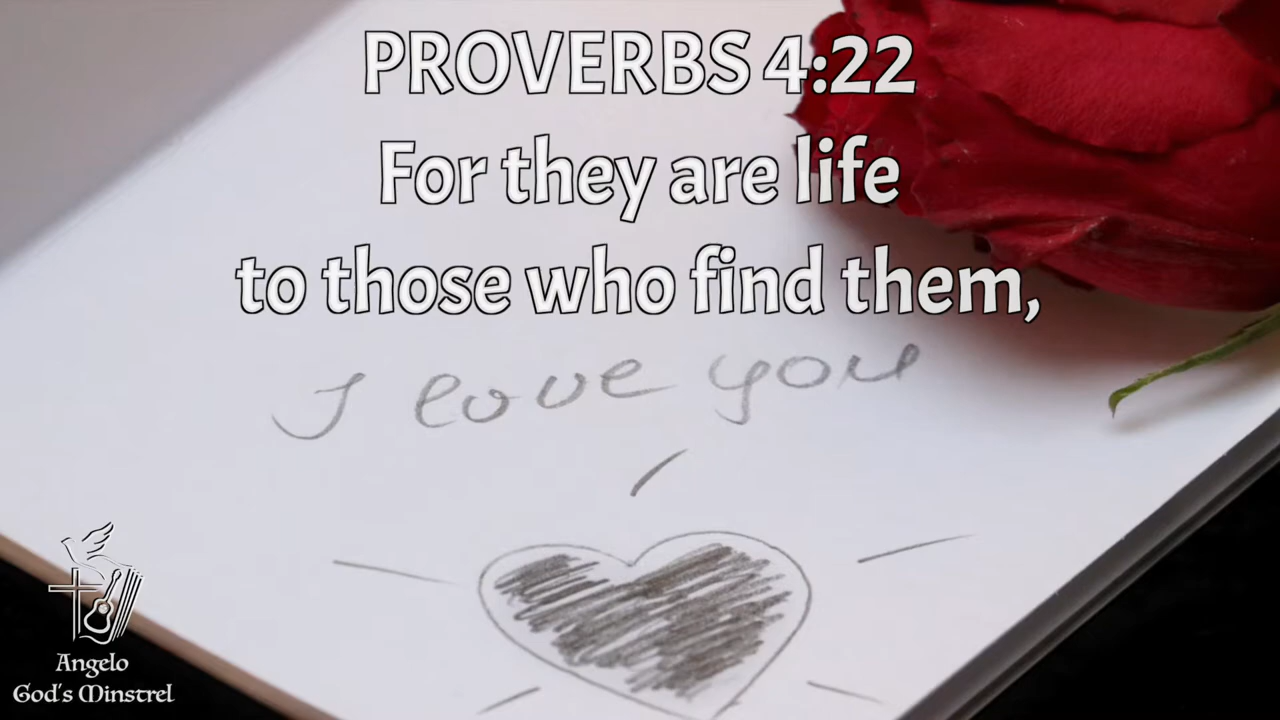 PROVERBS 4:22
For they are life
to those who find them,
I love you
Angelo
God's Minstrel